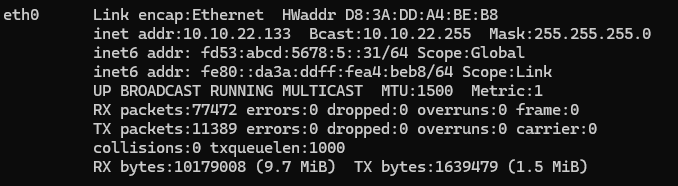 eth0      Link encap:Ethernet  HWaddr D8:3A:DD:A4:BE:B8
          inet addr:10.10.22.133  Bcast:10.10.22.255  Mask:255.255.255.0
          inet6 addr: fd53:abcd:5678:5::31/64 Scope:Global
          inet6 addr: fe80::da3a:ddff:fea4:beb8/64 Scope:Link
          UP BROADCAST RUNNING MULTICAST  MTU:1500  Metric:1
          RX packets:77472 errors:0 dropped:0 overruns:0 frame:0
          TX packets:11389 errors:0 dropped:0 overruns:0 carrier:0
          collisions:0 txqueuelen:1000
          RX bytes:10179008 (9.7 MiB)  TX bytes:1639479 (1.5 MiB)